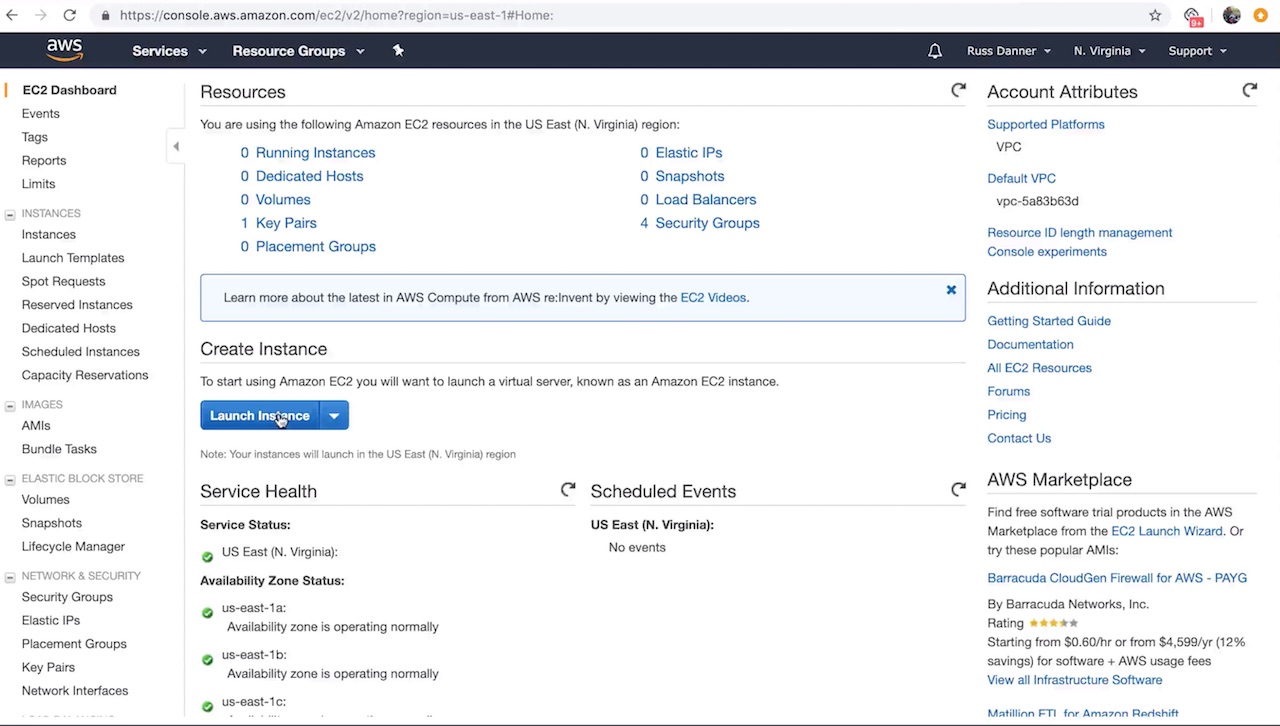 https://console.aws.amazon.com/ec2/v2/home?region=us-east-1#Home:
9+
aws
Services
Resource Groups
Russ Danner
N. Virginia
Support
EC2 Dashboard
Events
Tags
Reports
Limits
INSTANCES
Instances
Launch Templates
Spot Requests
Reserved Instances
Dedicated Hosts
Scheduled Instances
Capacity Reservations
IMAGES
AMIs
Bundle Tasks
ELASTIC BLOCK STORE
Volumes
Snapshots
Lifecycle Manager
NETWORK & SECURITY
Security Groups
Elastic IPs
Placement Groups
Key Pairs
Network Interfaces
Resources
You are using the following Amazon EC2 resources in the US East (N. Virginia) region:
0 Running Instances
0 Elastic IPs
0 Dedicated Hosts
0 Snapshots
0 Volumes
0 Load Balancers
1 Key Pairs
4 Security Groups
0 Placement Groups
Learn more about the latest in AWS Compute from AWS re:Invent by viewing the EC2 Videos.
Create Instance
To start using Amazon EC2 you will want to launch a virtual server, known as an Amazon EC2 instance.
Launch Instance
Note: Your instances will launch in the US East (N. Virginia) region
Service Health
Service Status:
US East (N. Virginia):
Availability Zone Status:
us-east-1a:
Availability zone is operating normally
us-east-1b:
Availability zone is operating normally
us-east-1c:
Scheduled Events
US East (N. Virginia):
No events
Account Attributes
Supported Platforms
VPC
Default VPC
vpc-5a83b63d
Resource ID length management
Console experiments
Additional Information
Getting Started Guide
Documentation
All EC2 Resources
Forums
Pricing
Contact Us
AWS Marketplace
Find free software trial products in the AWS
Marketplace from the EC2 Launch Wizard. Or
try these popular AMIs:
Barracuda CloudGen Firewall for AWS - PAYG
By Barracuda Networks, Inc.
Rating
Starting from $0.60/hr or from $4,599/yr (12%
savings) for software + AWS usage fees
View all Infrastructure Software
Matillion ETL for Amazon Redshift